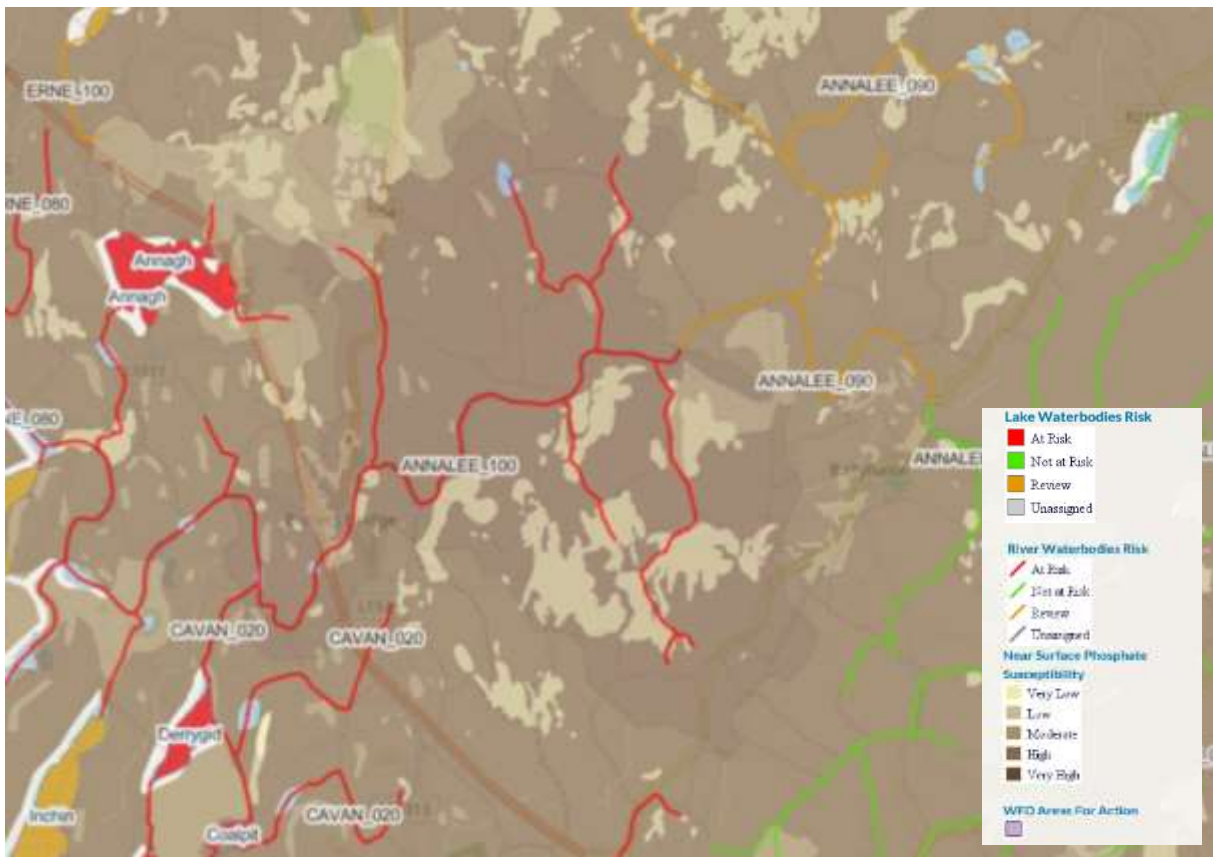 ERNE_100
ANNALEE_090
NE_080
Annagh
Annagh
ANNALEE_090
NE_080
ANNALEE_100
ANNALE
CAVAN_020
CAVAN_020
Derrygid
Inchin
CAVAN_020
Coalpit
Lake Waterbodies Risk
At Risk
Not at Risk
Review
Unassigned
River Waterbodies Risk
At Risk
Not at Risk
Review
Unassigned
Near Surface Phosphate
Susceptibility
Very Low
Low
Moderate
High
Very High
WFD Areas For Action